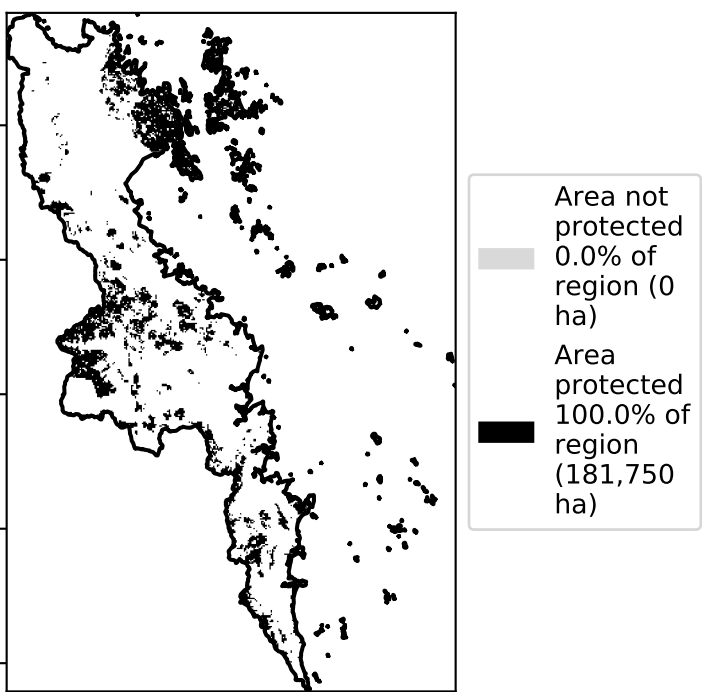 Area not
protected
0.0% of
region (0
ha)
Area
protected
100.0% of
region
(181,750
ha)